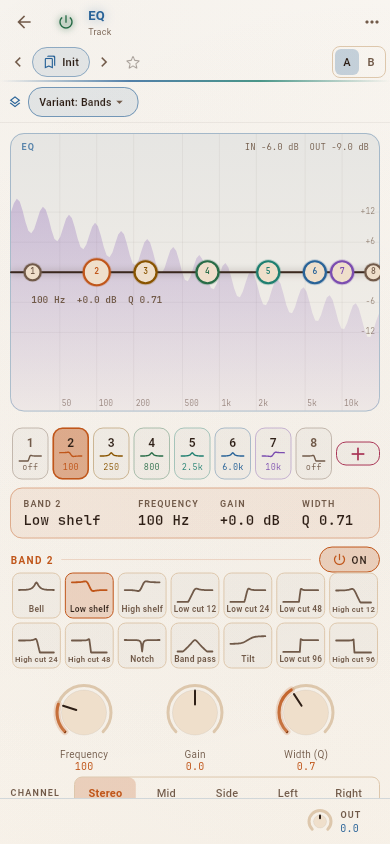 EQ
Track
Init
A B
Variant: Bands
EQ IN -6.0 dB OUT -9.0 dB
+12
+6
1 2 3 4 5 6 7 8
100 Hz +0.0 dB Q 0.71
-6
-12
50 100 200 500 1k 2k 5k 10k
1 2 3 4 5 6 7 8
off 100 250 800 2.5k 6.0k 10k off
BAND 2 FREQUENCY GAIN WIDTH
Low shelf 100 Hz +0.0 dB Q 0.71
BAND 2 ON
Bell Low shelf High shelf Low cut 12 Low cut 24 Low cut 48 High cut 12
High cut 24 High cut 48 Notch Band pass Tilt Low cut 96 High cut 96
Frequency Gain Width (Q)
100 0.0 0.7
CHANNEL Stereo Mid Side Left Right
OUT
0.0